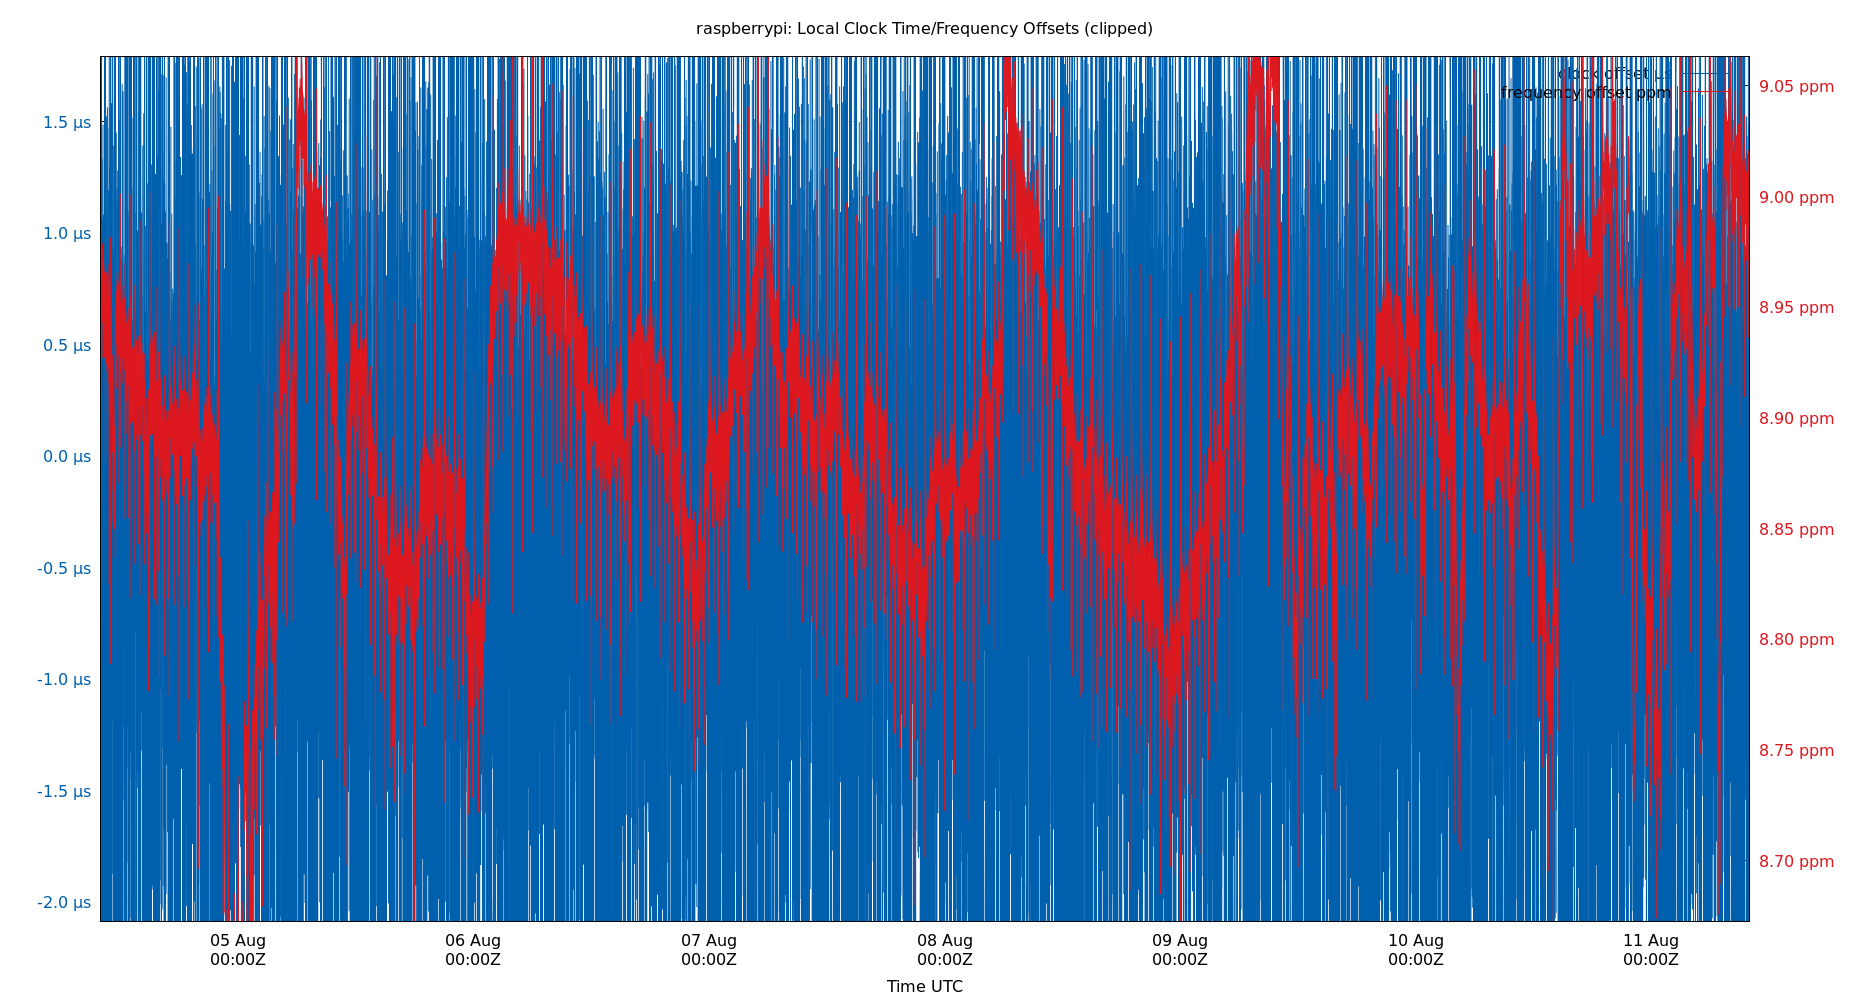 raspberrypi: Local Clock Time/Frequency Offsets (clipped)
clock offset µs
frequency offset ppm
1.5 µs
1.0 µs
0.5 µs
0.0 µs
-0.5 µs
-1.0 µs
-1.5 µs
-2.0 µs
9.05 ppm
9.00 ppm
8.95 ppm
8.90 ppm
8.85 ppm
8.80 ppm
8.75 ppm
8.70 ppm
05 Aug 06 Aug 07 Aug 08 Aug 09 Aug 10 Aug 11 Aug
00:00Z 00:00Z 00:00Z 00:00Z 00:00Z 00:00Z 00:00Z
Time UTC